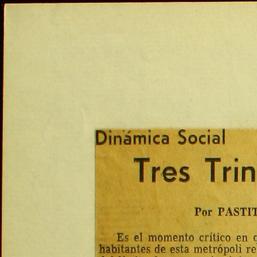 Dinámica Social
Tres Trin
Por PASTIT
Es el momento crítico en
habitantes de esta metrópoli re